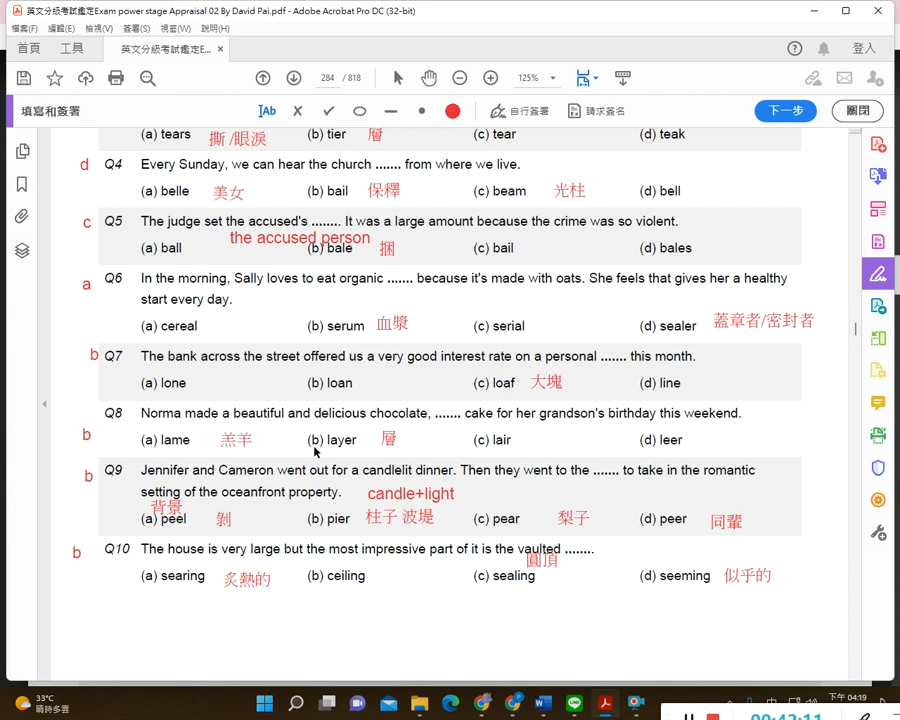 英文分級考試鑑定Exam power stage Appraisal 02 By David Pai.pdf - Adobe Acrobat Pro DC (32-bit)
檔案(F) 編輯(E) 檢視(V) 簽署(S) 視窗(W) 說明(H)
首頁 工具 英文分級考試鑑定E... × 登入
284 / 818 125%
填寫和簽署 Ab 自行簽署 請求簽名 下一步 關閉
(a) tears 撕 /眼淚 (b) tier 層 (c) tear (d) teak
d Q4 Every Sunday, we can hear the church ....... from where we live.
(a) belle 美女 (b) bail 保釋 (c) beam 光柱 (d) bell
c Q5 The judge set the accused's ........ It was a large amount because the crime was so violent.
the accused person
(a) ball (b) bale 捆 (c) bail (d) bales
a Q6 In the morning, Sally loves to eat organic ....... because it's made with oats. She feels that gives her a healthy
start every day.
(a) cereal (b) serum 血漿 (c) serial (d) sealer 蓋章者/密封者
b Q7 The bank across the street offered us a very good interest rate on a personal ....... this month.
(a) lone (b) loan (c) loaf 大塊 (d) line
Q8 Norma made a beautiful and delicious chocolate, ....... cake for her grandson's birthday this weekend.
b (a) lame 羔羊 (b) layer 層 (c) lair (d) leer
b Q9 Jennifer and Cameron went out for a candlelit dinner. Then they went to the ....... to take in the romantic
setting of the oceanfront property. candle+light
背景
(a) peel 剝 (b) pier 柱子 波堤 (c) pear 梨子 (d) peer 同輩
b Q10 The house is very large but the most impressive part of it is the vaulted ........
圓頂
(a) searing 炙熱的 (b) ceiling (c) sealing (d) seeming 似乎的
33°C
晴時多雲
下午 04:19
00:42:11